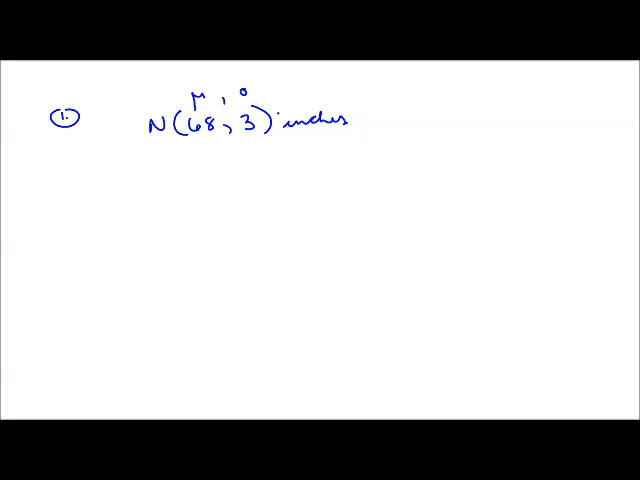 μ , σ
1. N(68, 3) inches